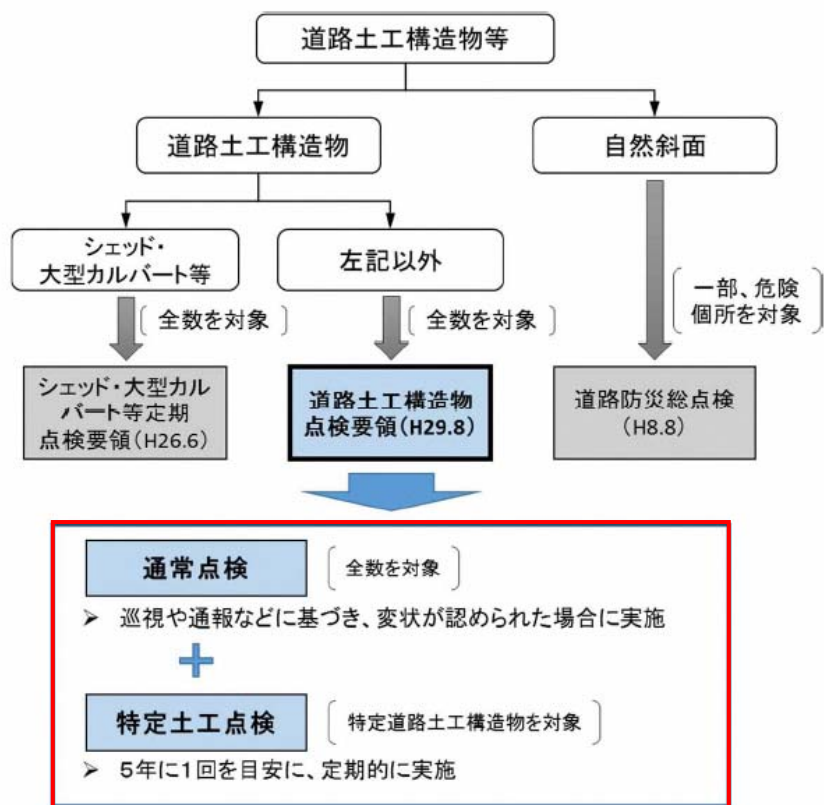 道路土工構造物等
道路土工構造物
自然斜面
シェッド・
大型カルバート等
左記以外
全数を対象
全数を対象
一部、危険
個所を対象
シェッド・大型カル
バート等定期
点検要領(H26.6)
道路土工構造物
点検要領(H29.8)
道路防災総点検
(H8.8)
通常点検
全数を対象
➢ 巡視や通報などに基づき、変状が認められた場合に実施
+
特定土工点検
特定道路土工構造物を対象
➢ 5年に1回を目安に、定期的に実施